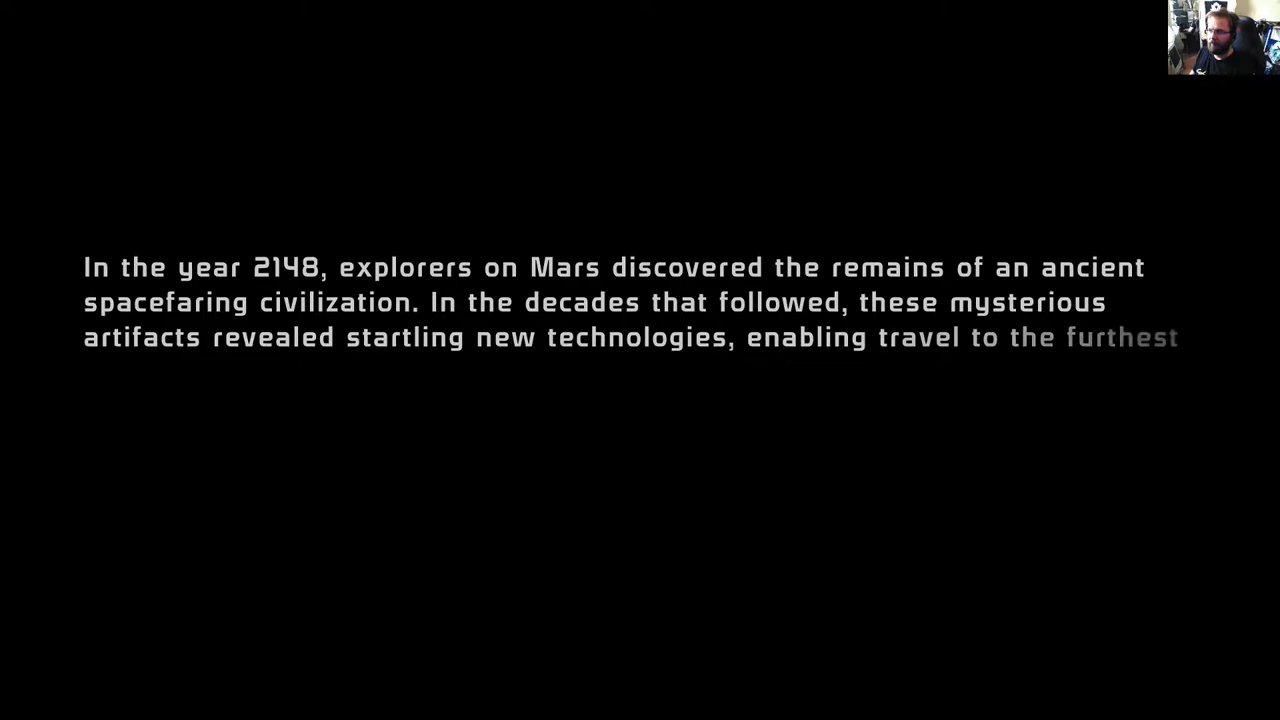 In the year 2148, explorers on Mars discovered the remains of an ancient
spacefaring civilization. In the decades that followed, these mysterious
artifacts revealed startling new technologies, enabling travel to the furthest